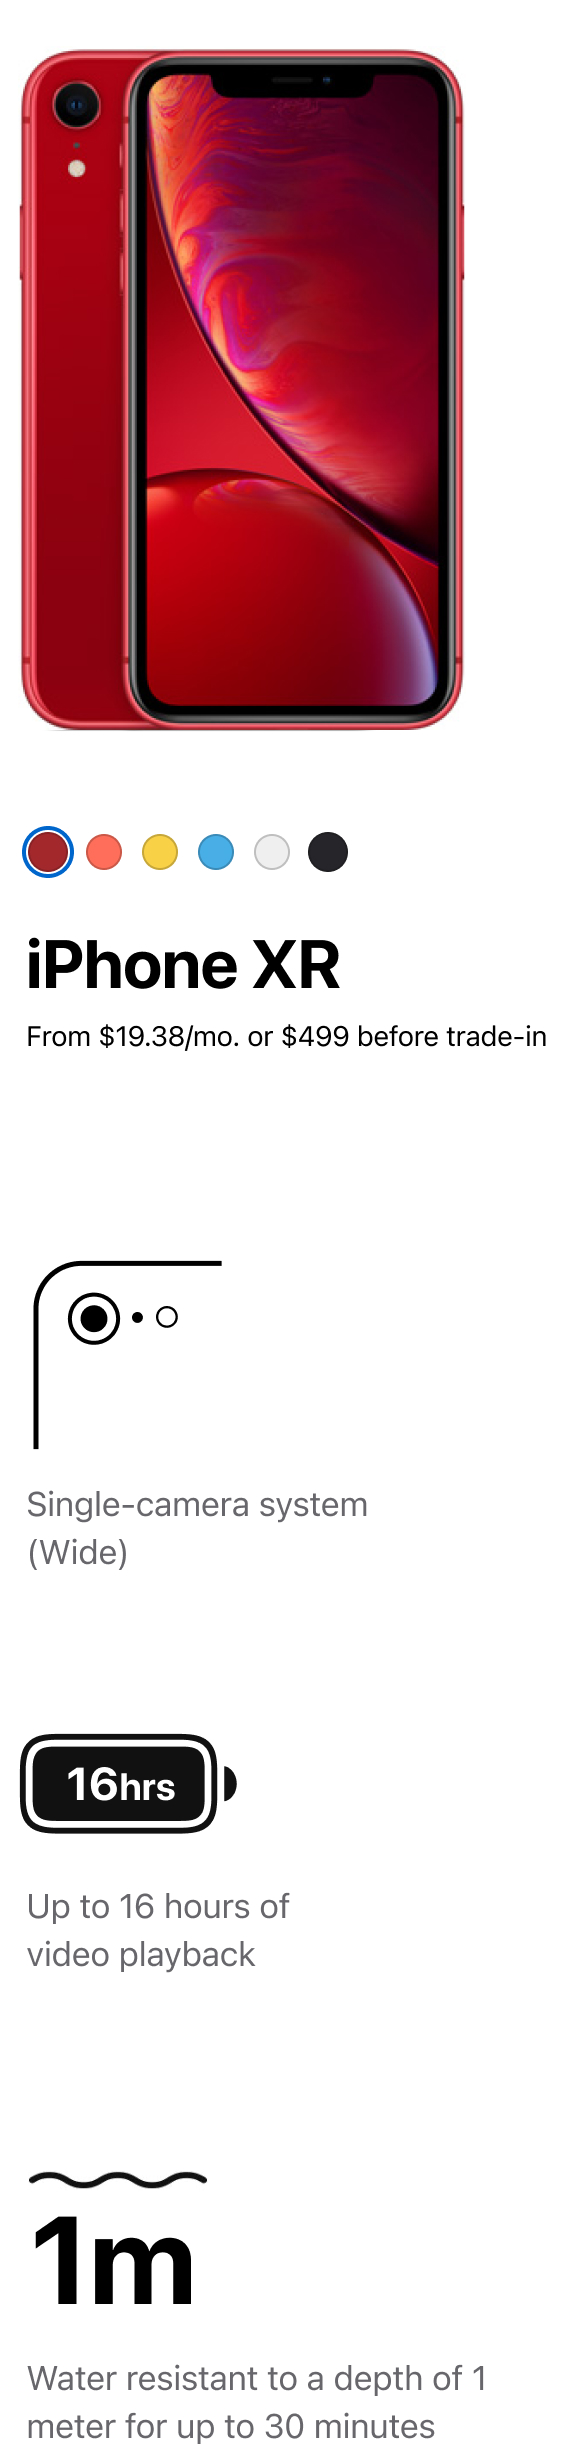 iPhone XR
From $19.38/mo. or $499 before trade-in
Single-camera system
(Wide)
16hrs
Up to 16 hours of
video playback
1m
Water resistant to a depth of 1
meter for up to 30 minutes